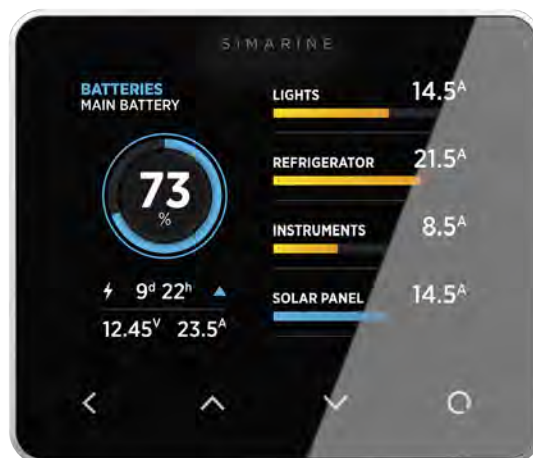 SIMARINE
BATTERIES
MAIN BATTERY
73
%
9d 22h
12.45V 23.5A
LIGHTS 14.5A
REFRIGERATOR 21.5A
INSTRUMENTS 8.5A
SOLAR PANEL 14.5A